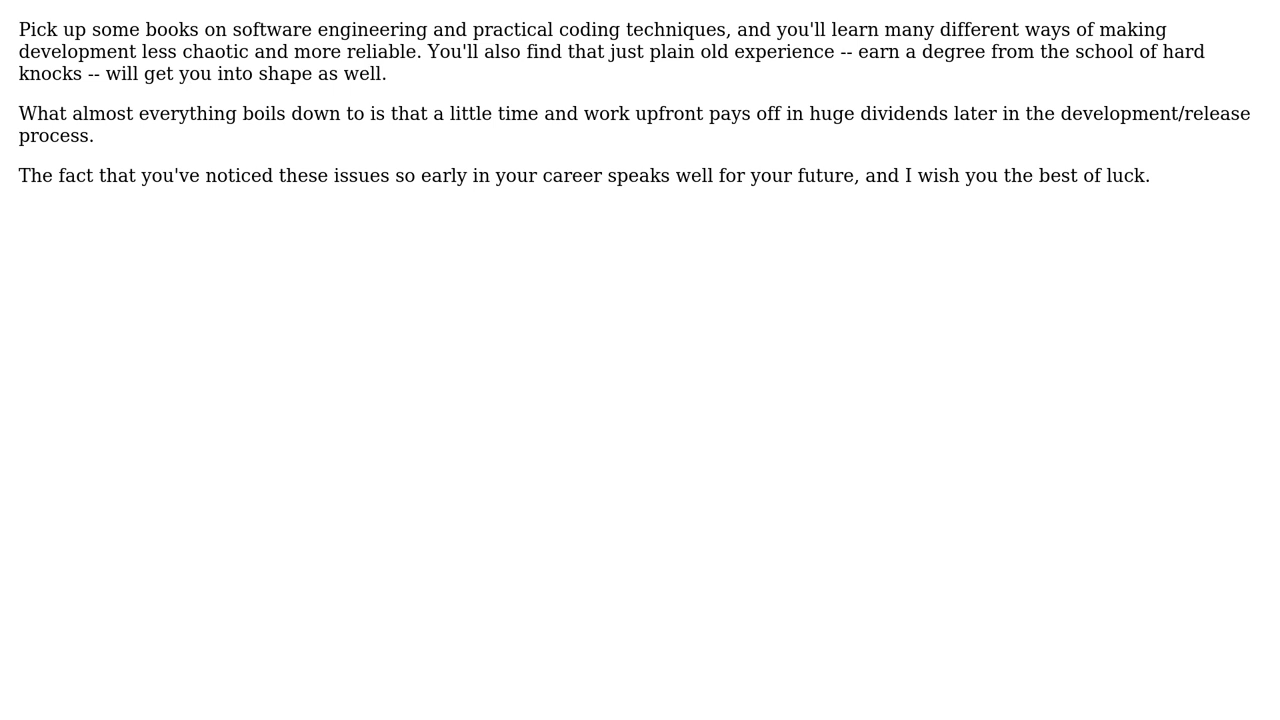 Pick up some books on software engineering and practical coding techniques, and you'll learn many different ways of making
development less chaotic and more reliable. You'll also find that just plain old experience -- earn a degree from the school of hard
knocks -- will get you into shape as well.
What almost everything boils down to is that a little time and work upfront pays off in huge dividends later in the development/release
process.
The fact that you've noticed these issues so early in your career speaks well for your future, and I wish you the best of luck.